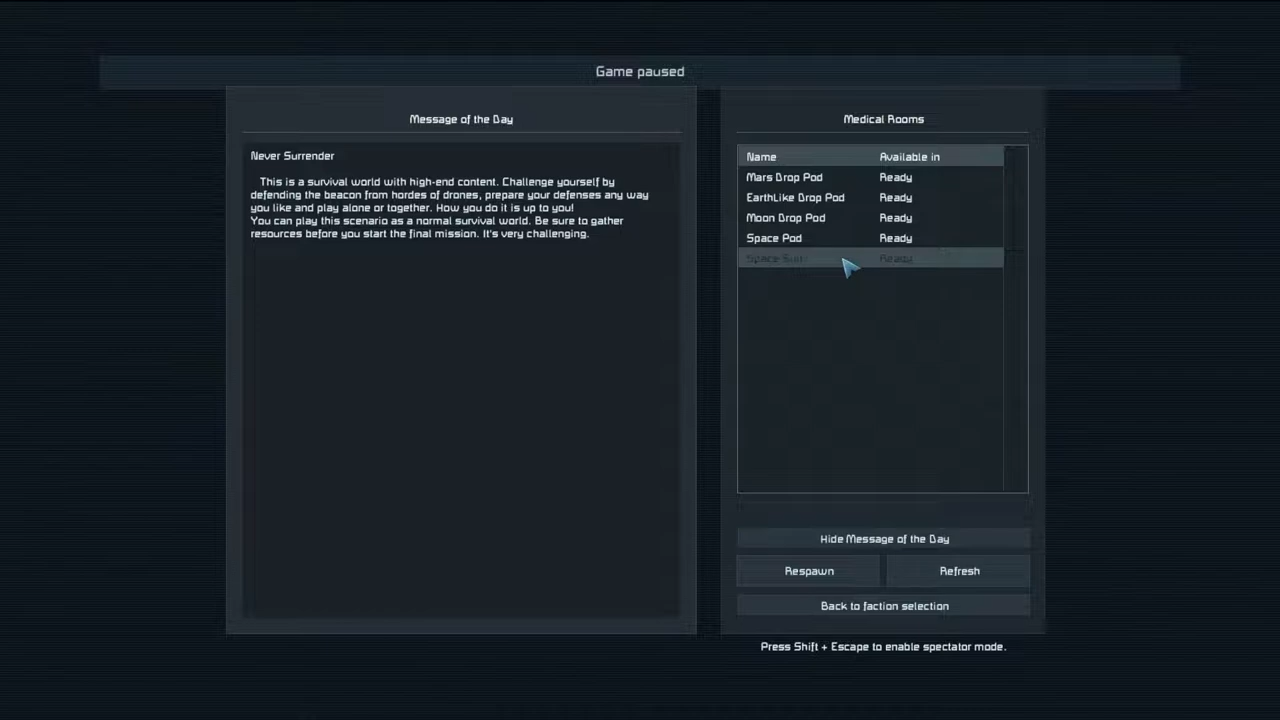 Game paused
Message of the Day
Never Surrender
This is a survival world with high-end content. Challenge yourself by
defending the beacon from hordes of drones, prepare your defenses any way
you like and play alone or together. How you do it is up to you!
You can play this scenario as a normal survival world. Be sure to gather
resources before you start the final mission. It's very challenging.
Medical Rooms
Name Available in
Mars Drop Pod Ready
EarthLike Drop Pod Ready
Moon Drop Pod Ready
Space Pod Ready
Space Suit Ready
Hide Message of the Day
Respawn Refresh
Back to faction selection
Press Shift + Escape to enable spectator mode.